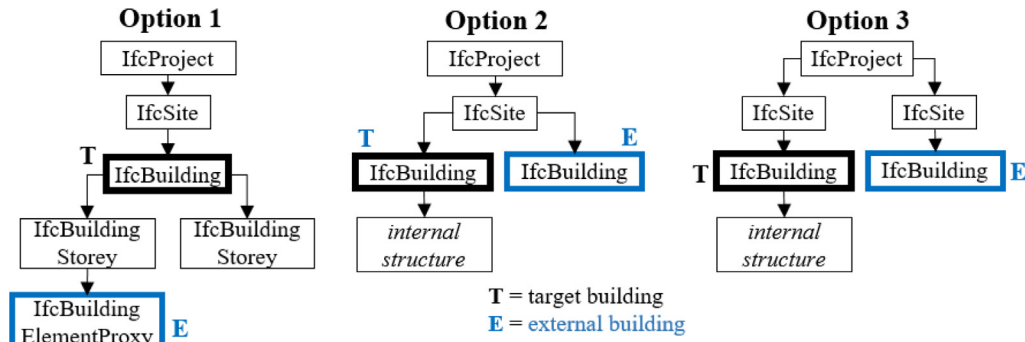 Option 1
IfcProject
IfcSite
T
IfcBuilding
IfcBuilding
Storey
IfcBuilding
Storey
IfcBuilding
ElementProxy
E
Option 2
IfcProject
IfcSite
T
E
IfcBuilding
IfcBuilding
internal
structure
Option 3
IfcProject
IfcSite
IfcSite
T
IfcBuilding
IfcBuilding
E
internal
structure
T = target building
E = external building